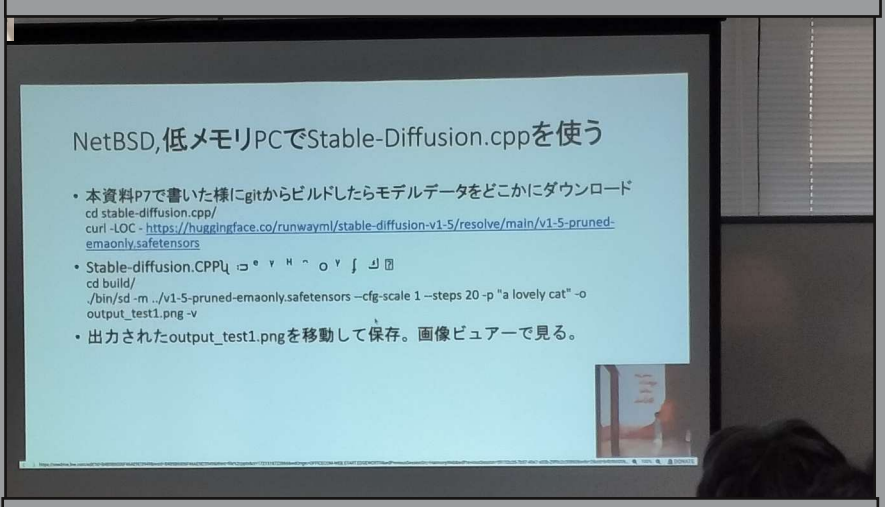 NetBSD,低メモリPCでStable-Diffusion.cppを使う
・本資料P7で書いた様にgitからビルドしたらモデルデータをどこかにダウンロード
cd stable-diffusion.cpp/
curl -LOC - https://huggingface.co/runwayml/stable-diffusion-v1-5/resolve/main/v1-5-pruned-
emaonly.safetensors
・Stable-diffusion.CPP
cd build/
./bin/sd -m ../v1-5-pruned-emaonly.safetensors --cfg-scale 1 --steps 20 -p "a lovely cat" -o
output_test1.png -v
・出力されたoutput_test1.pngを移動して保存。画像ビュアーで見る。